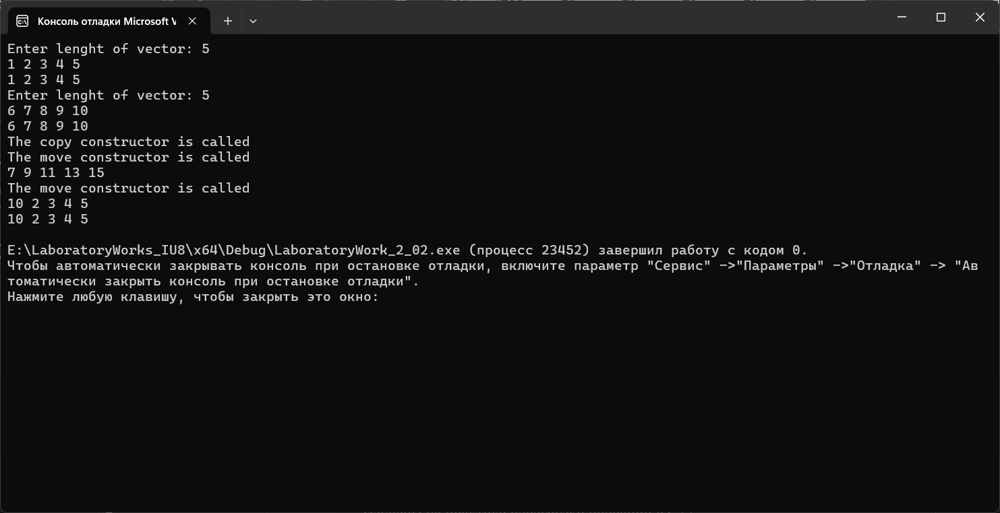 Консоль отладки Microsoft V
Enter lenght of vector: 5
1 2 3 4 5
1 2 3 4 5
Enter lenght of vector: 5
6 7 8 9 10
6 7 8 9 10
The copy constructor is called
The move constructor is called
7 9 11 13 15
The move constructor is called
10 2 3 4 5
10 2 3 4 5
E:\LaboratoryWorks_IU8\x64\Debug\LaboratoryWork_2_02.exe (процесс 23452) завершил работу с кодом 0.
Чтобы автоматически закрывать консоль при остановке отладки, включите параметр "Сервис" ->"Параметры" ->"Отладка" -> "Ав
томатически закрыть консоль при остановке отладки".
Нажмите любую клавишу, чтобы закрыть это окно: